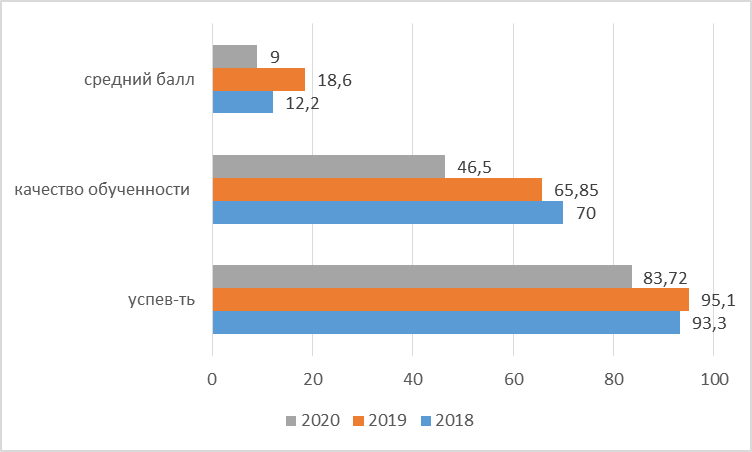 средний балл
9
18,6
12,2
качество обученности
46,5
65,85
70
успев-ть
83,72
95,1
93,3
0 20 40 60 80 100
2020 2019 2018